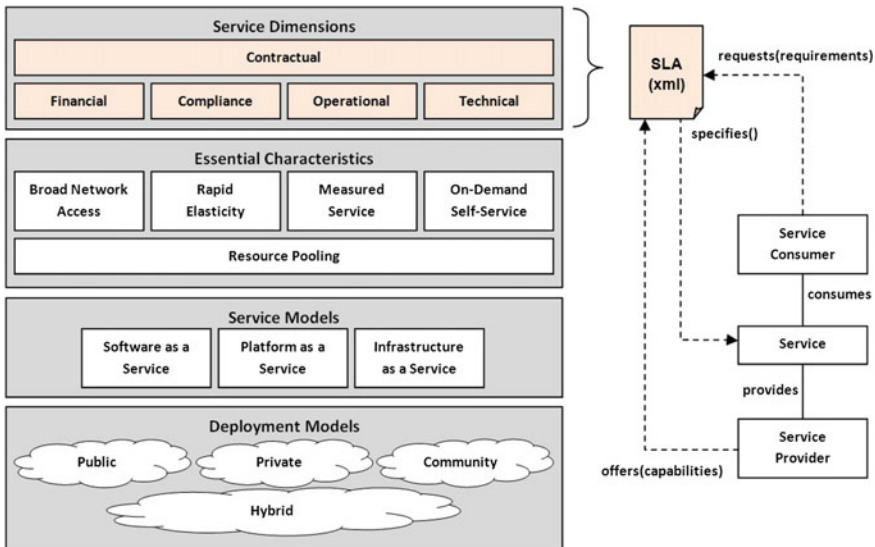 Service Dimensions
Contractual
Financial
Compliance
Operational
Technical
Essential Characteristics
Broad Network
Access
Rapid
Elasticity
Measured
Service
On-Demand
Self-Service
Resource Pooling
Service Models
Software as a
Service
Platform as a
Service
Infrastructure
as a Service
Deployment Models
Public
Private
Community
Hybrid
SLA
(xml)
requests(requirements)
specifies()
Service
Consumer
consumes
Service
provides
Service
Provider
offers(capabilities)